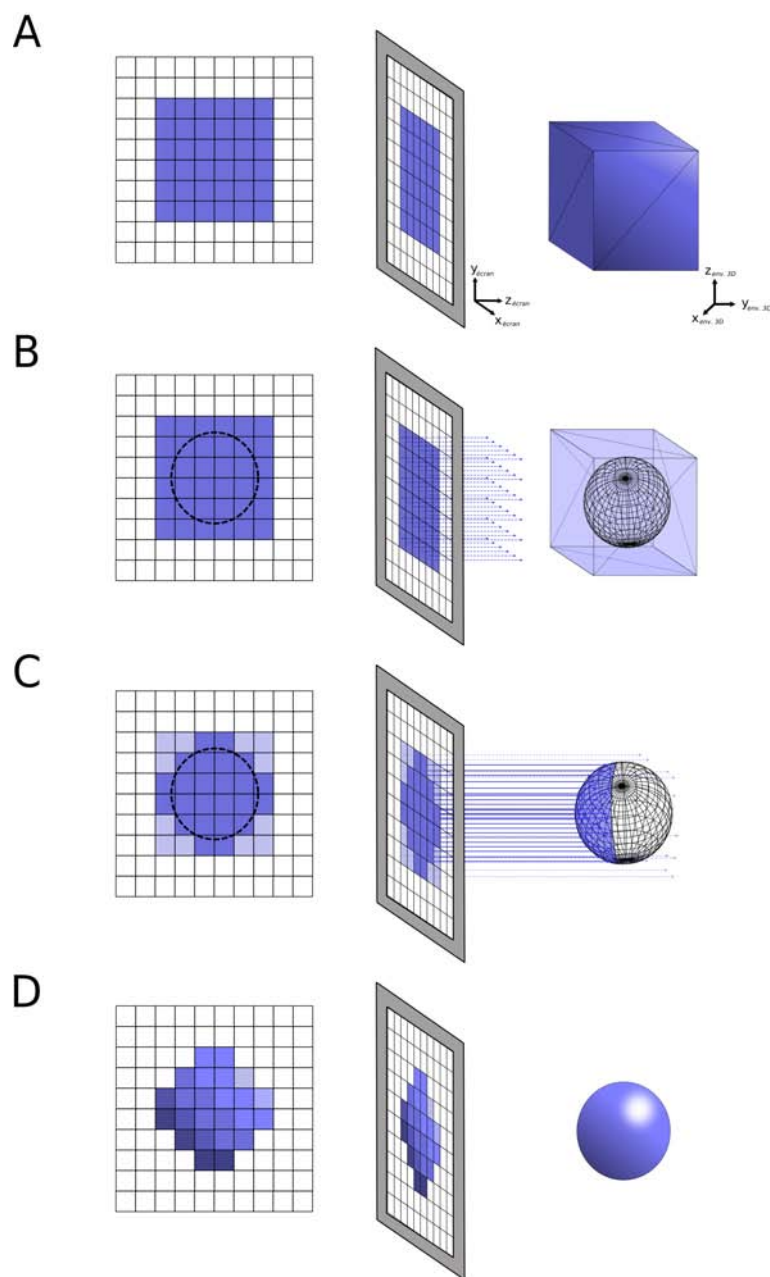 A
y écran
z écran
x écran
z env. 3D
y env. 3D
x env. 3D
B
C
D